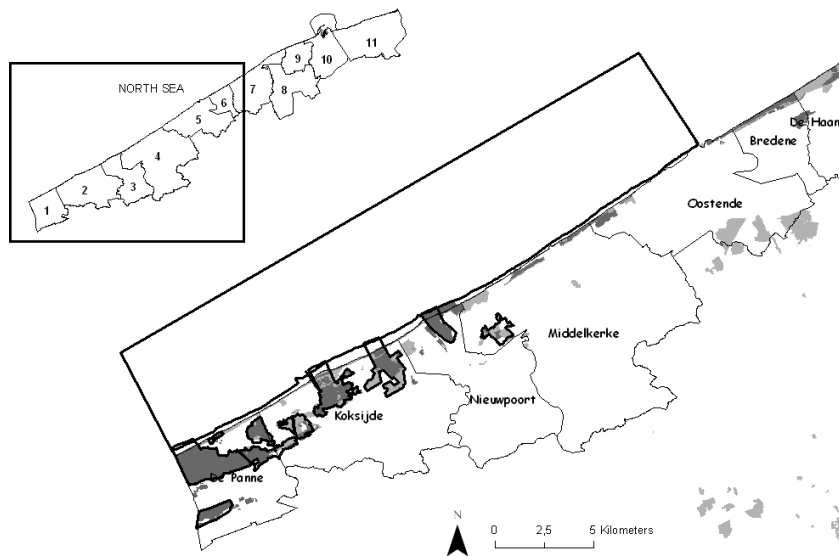 NORTH SEA
1
2
3
4
5
6
7
8
9
10
11
De Haan
Bredene
Oostende
Middelkerke
Nieuwpoort
Koksijde
De Panne
N
0 2,5 5 Kilometers